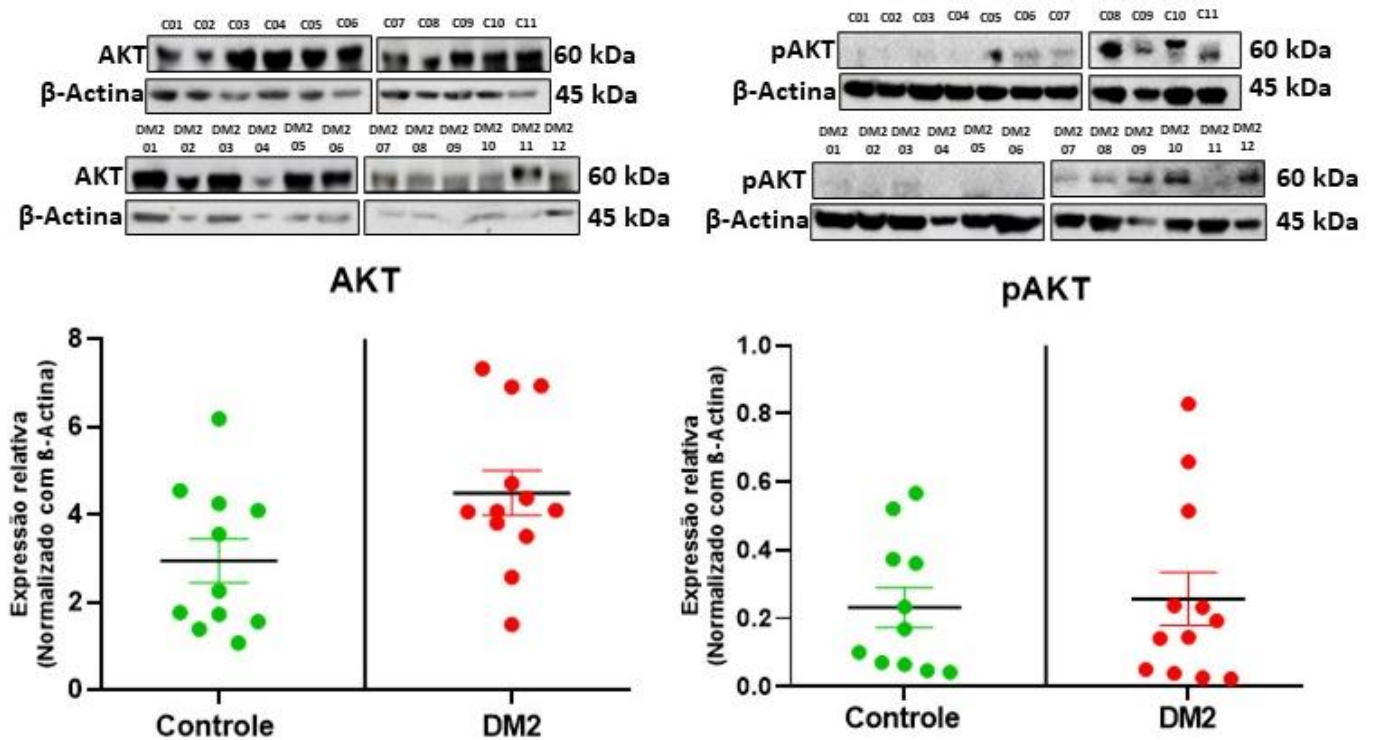 C01 C02 C03 C04 C05 C06 C07 C08 C09 C10 C11
AKT 60 kDa
β-Actina 45 kDa
DM2 DM2 DM2 DM2 DM2 DM2 DM2 DM2 DM2 DM2 DM2 DM2
01 02 03 04 05 06 07 08 09 10 11 12
AKT 60 kDa
β-Actina 45 kDa
C01 C02 C03 C04 C05 C06 C07 C08 C09 C10 C11
pAKT 60 kDa
β-Actina 45 kDa
DM2 DM2 DM2 DM2 DM2 DM2 DM2 DM2 DM2 DM2 DM2 DM2
01 02 03 04 05 06 07 08 09 10 11 12
pAKT 60 kDa
β-Actina 45 kDa
AKT
Expressão relativa
(Normalizado com ß-Actina)
8
6
4
2
0
Controle DM2
pAKT
Expressão relativa
(Normalizado com ß-Actina)
1.0
0.8
0.6
0.4
0.2
0.0
Controle DM2